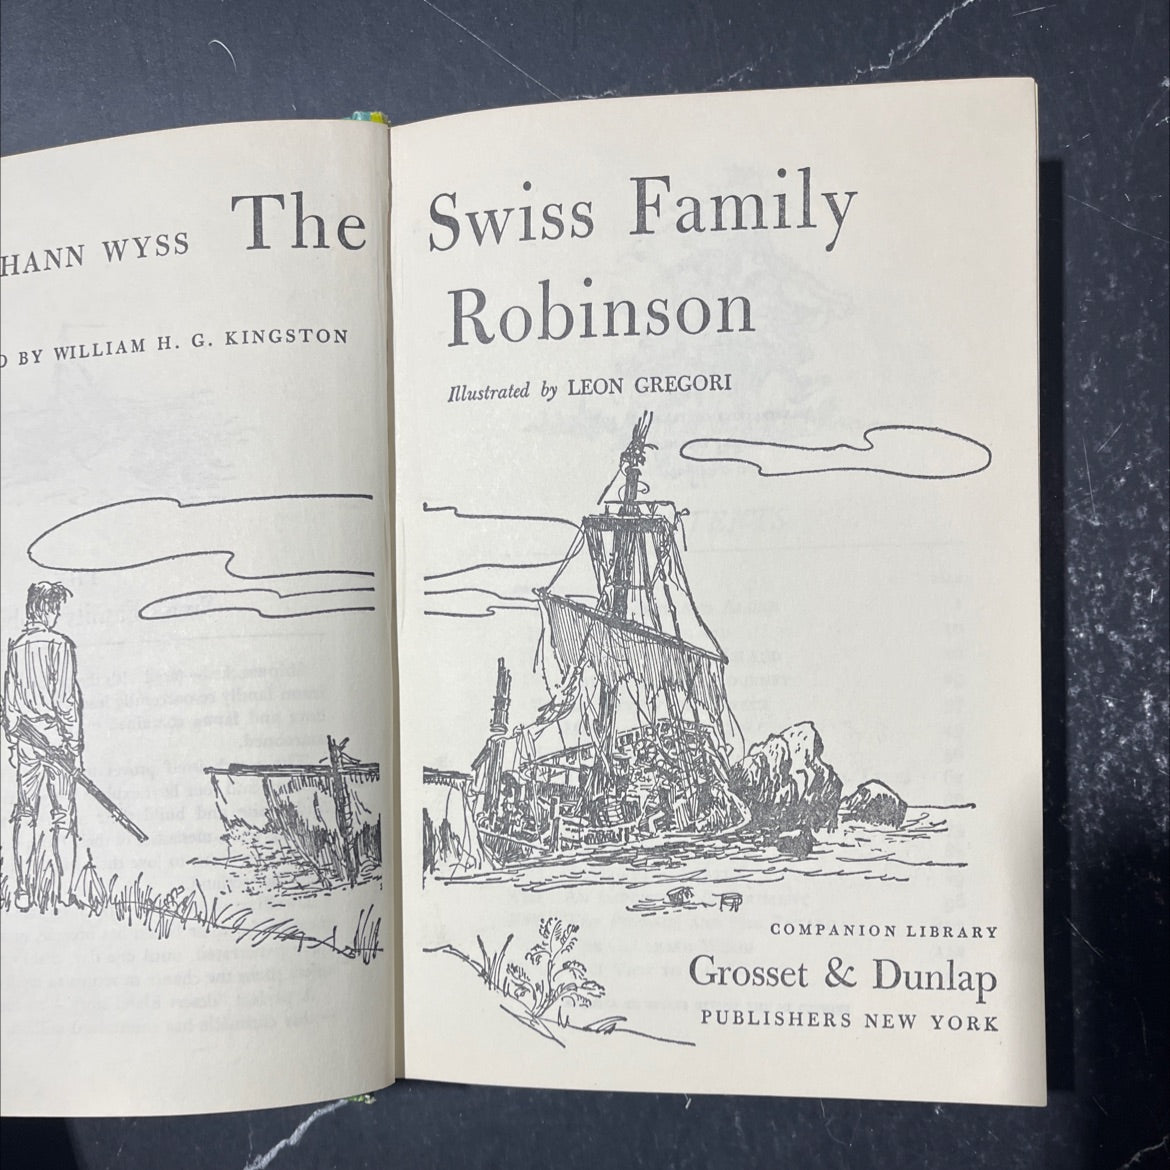 HANN WYSS The Swiss Family
Robinson
BY WILLIAM H. G. KINGSTON
Illustrated by LEON GREGORI
COMPANION LIBRARY
Grosset & Dunlap
PUBLISHERS NEW YORK